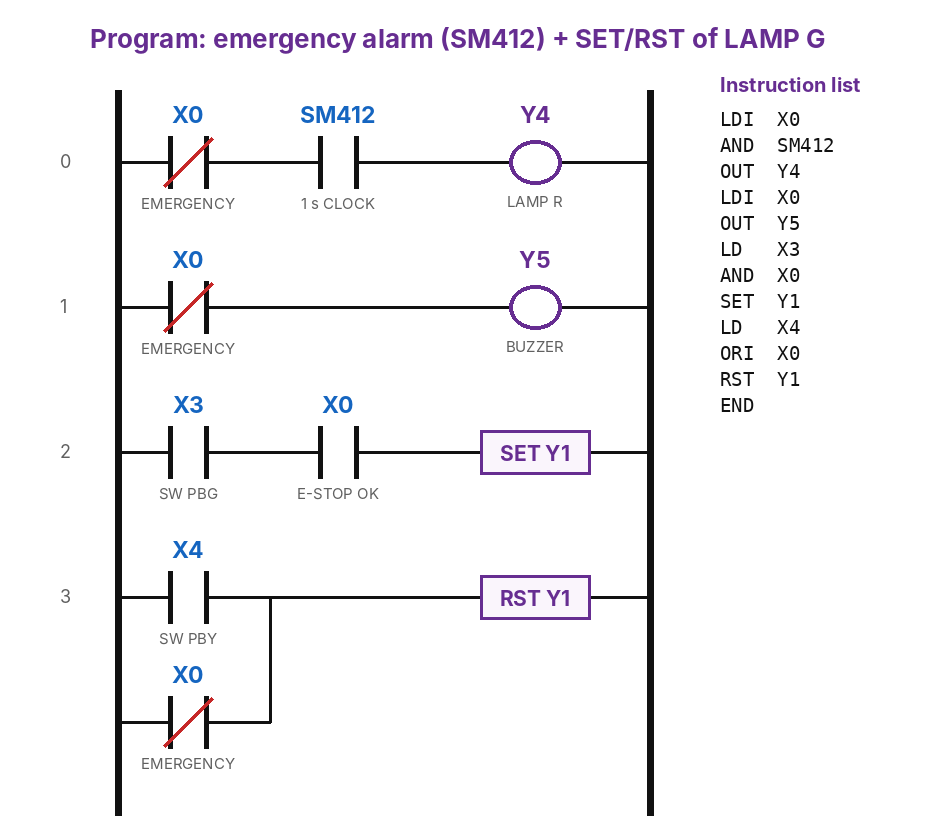 Program: emergency alarm (SM412) + SET/RST of LAMP G
Instruction list
LDI X0
AND SM412
OUT Y4
LDI X0
OUT Y5
LD X3
AND X0
SET Y1
LD X4
ORI X0
RST Y1
END
X0 SM412 Y4
0
EMERGENCY 1 s CLOCK LAMP R
X0 Y5
1
EMERGENCY BUZZER
X3 X0
2 SET Y1
SW PBG E-STOP OK
X4
3 RST Y1
SW PBY
X0
EMERGENCY